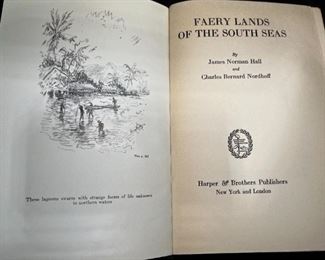 These lagoons swarm with strange forms of life unknown
in northern waters
FAERY LANDS
OF THE SOUTH SEAS
By
James Norman Hall
and
Charles Bernard Nordhoff
Harper & Brothers Publishers
New York and London